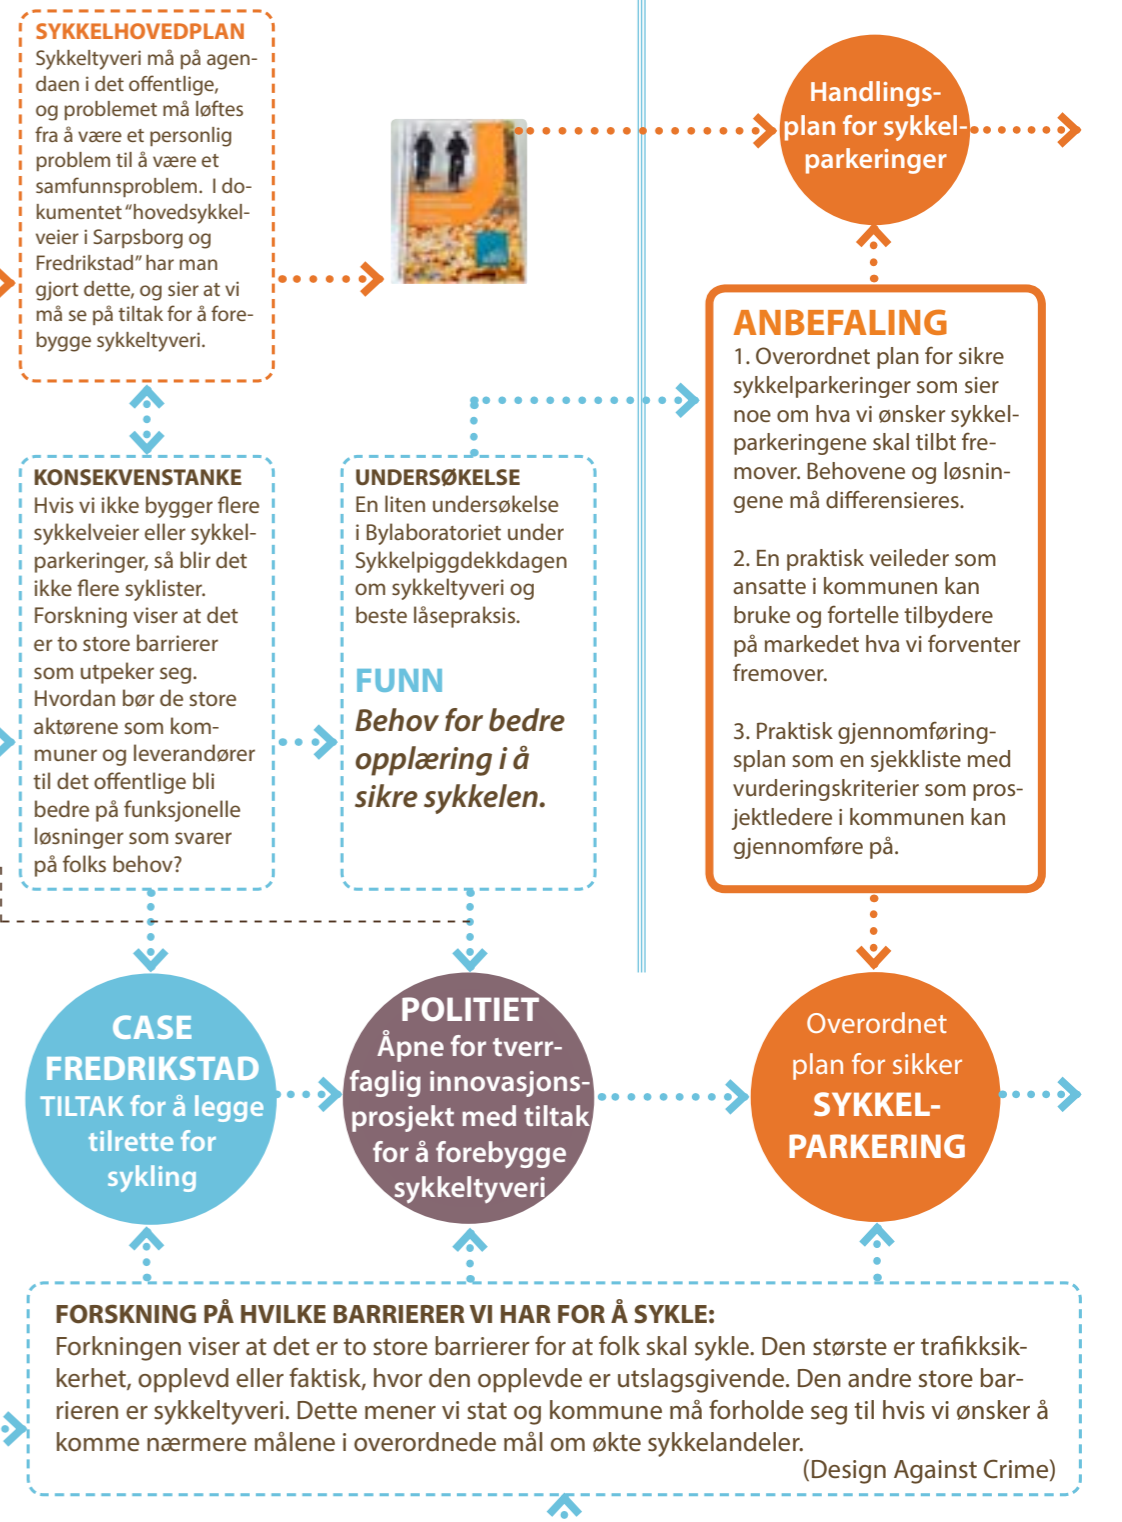 SYKKELHOVEDPLAN
Sykkeltyveri må på agen-
daen i det offentlige,
og problemet må løftes
fra å være et personlig
problem til å være et
samfunnsproblem. I do-
kumentet “hovedsykkel-
veier i Sarpsborg og
Fredrikstad” har man
gjort dette, og sier at vi
må se på tiltak for å fore-
bygge sykkeltyveri.
Handlings-
plan for sykkel-
parkeringer
KONSEKVENSTANKE
Hvis vi ikke bygger flere
sykkelveier eller sykkel-
parkeringer, så blir det
ikke flere syklister.
Forskning viser at det
er to store barrierer
som utpeker seg.
Hvordan bør de store
aktørene som kom-
muner og leverandører
til det offentlige bli
bedre på funksjonelle
løsninger som svarer
på folks behov?
UNDERSØKELSE
En liten undersøkelse
i Bylaboratoriet under
Sykkelpiggdekkdagen
om sykkeltyveri og
beste låsepraksis.
FUNN
Behov for bedre
opplæring i å
sikre sykkelen.
ANBEFALING
1. Overordnet plan for sikre
sykkelparkeringer som sier
noe om hva vi ønsker sykkel-
parkeringene skal tilbt fre-
mover. Behovene og løsnin-
gene må differensieres.
2. En praktisk veileder som
ansatte i kommunen kan
bruke og fortelle tilbydere
på markedet hva vi forventer
fremover.
3. Praktisk gjennomføring-
splan som en sjekkliste med
vurderingskriterier som pros-
jektledere i kommunen kan
gjennomføre på.
CASE
FREDRIKSTAD
TILTAK for å legge
tilrette for
sykling
POLITIET
Åpne for tverr-
faglig innovasjons-
prosjekt med tiltak
for å forebygge
sykkeltyveri
Overordnet
plan for sikker
SYKKEL-
PARKERING
FORSKNING PÅ HVILKE BARRIERER VI HAR FOR Å SYKLE:
Forkningen viser at det er to store barrierer for at folk skal sykle. Den største er trafikksik-
kerhet, opplevd eller faktisk, hvor den opplevde er utslagsgivende. Den andre store bar-
rieren er sykkeltyveri. Dette mener vi stat og kommune må forholde seg til hvis vi ønsker å
komme nærmere målene i overordnede mål om økte sykkelandeler.
(Design Against Crime)